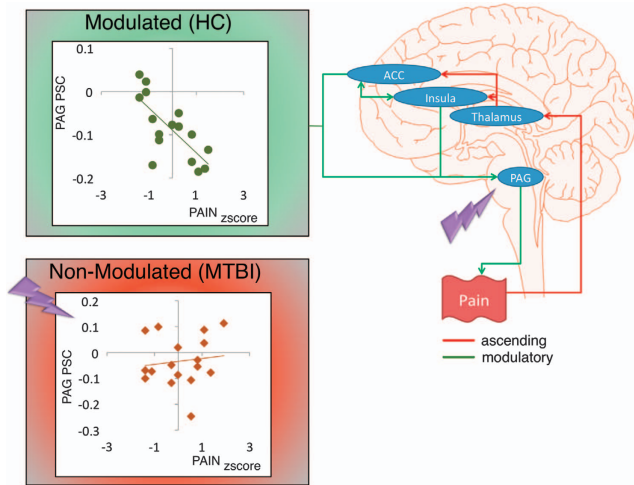 Modulated (HC)
0.1
0
-0.1
-0.2
PAG PSC
-3
-1
1
3
PAIN zscore
Non-Modulated (MTBI)
0.2
0.1
0
-0.1
-0.2
-0.3
PAG PSC
-3
-1
1
3
PAIN zscore
ACC
Insula
Thalamus
PAG
Pain
ascending
modulatory